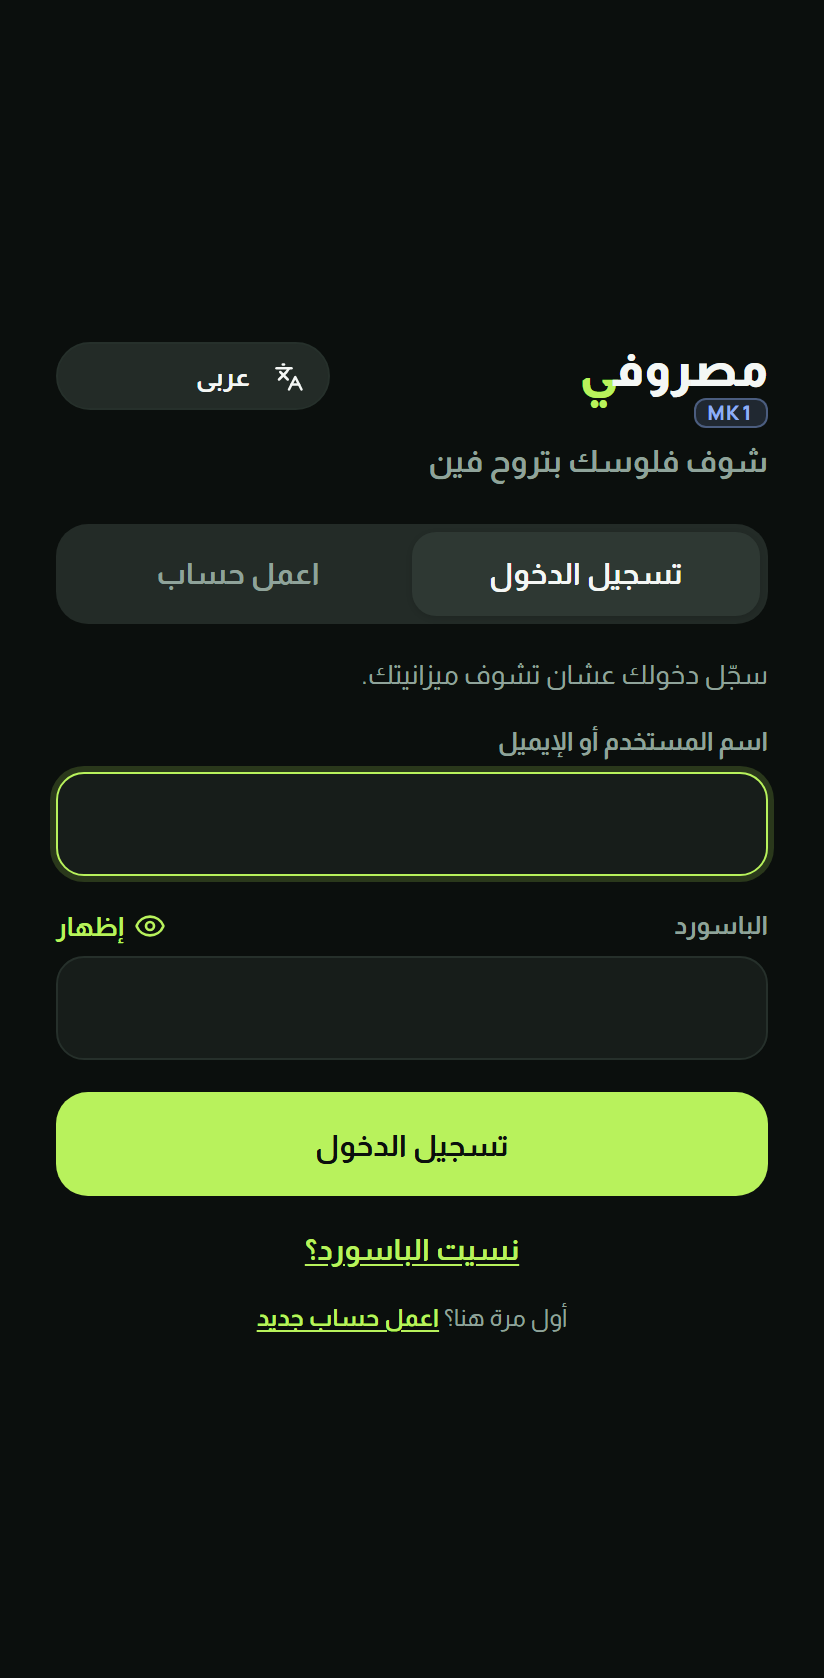 مصروفي
MK1
عربى
شوف فلوسك بتروح فين
تسجيل الدخول
اعمل حساب
سجّل دخولك عشان تشوف ميزانيتك.
اسم المستخدم أو الإيميل
الباسورد
إظهار
تسجيل الدخول
نسيت الباسورد؟
أول مرة هنا؟ اعمل حساب جديد